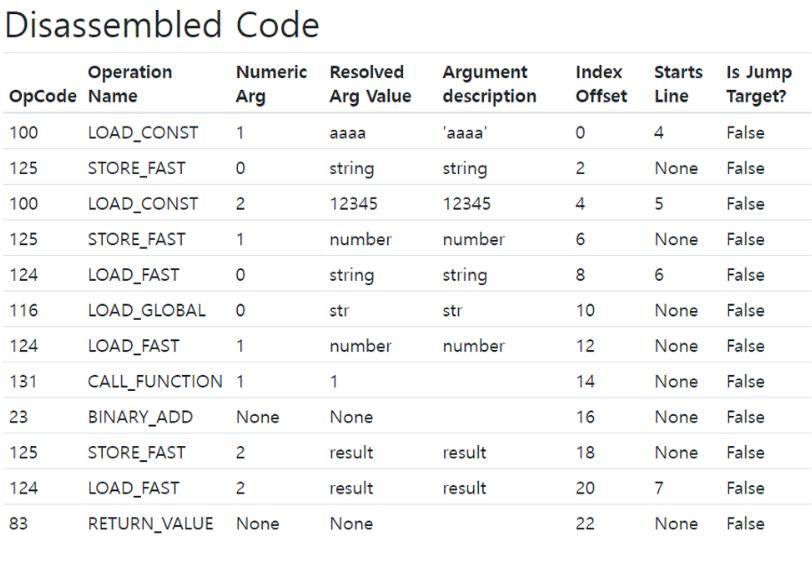 Disassembled Code
OpCode Operation Name Numeric Arg Resolved Arg Value Argument description Index Offset Starts Line Is Jump Target?
100 LOAD_CONST 1 aaaa 'aaaa' 0 4 False
125 STORE_FAST 0 string string 2 None False
100 LOAD_CONST 2 12345 12345 4 5 False
125 STORE_FAST 1 number number 6 None False
124 LOAD_FAST 0 string string 8 6 False
116 LOAD_GLOBAL 0 str str 10 None False
124 LOAD_FAST 1 number number 12 None False
131 CALL_FUNCTION 1 1 14 None False
23 BINARY_ADD None None 16 None False
125 STORE_FAST 2 result result 18 None False
124 LOAD_FAST 2 result result 20 7 False
83 RETURN_VALUE None None 22 None False